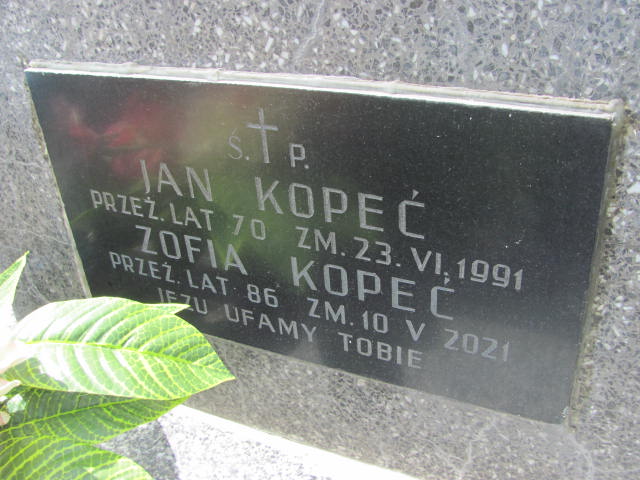 Ś. P.
JAN KOPEĆ
PRZEŻ. LAT 70 ZM. 23. VI. 1991
ZOFIA KOPEĆ
PRZEŻ. LAT 86 ZM. 10 V 2021
JEZU UFAMY TOBIE